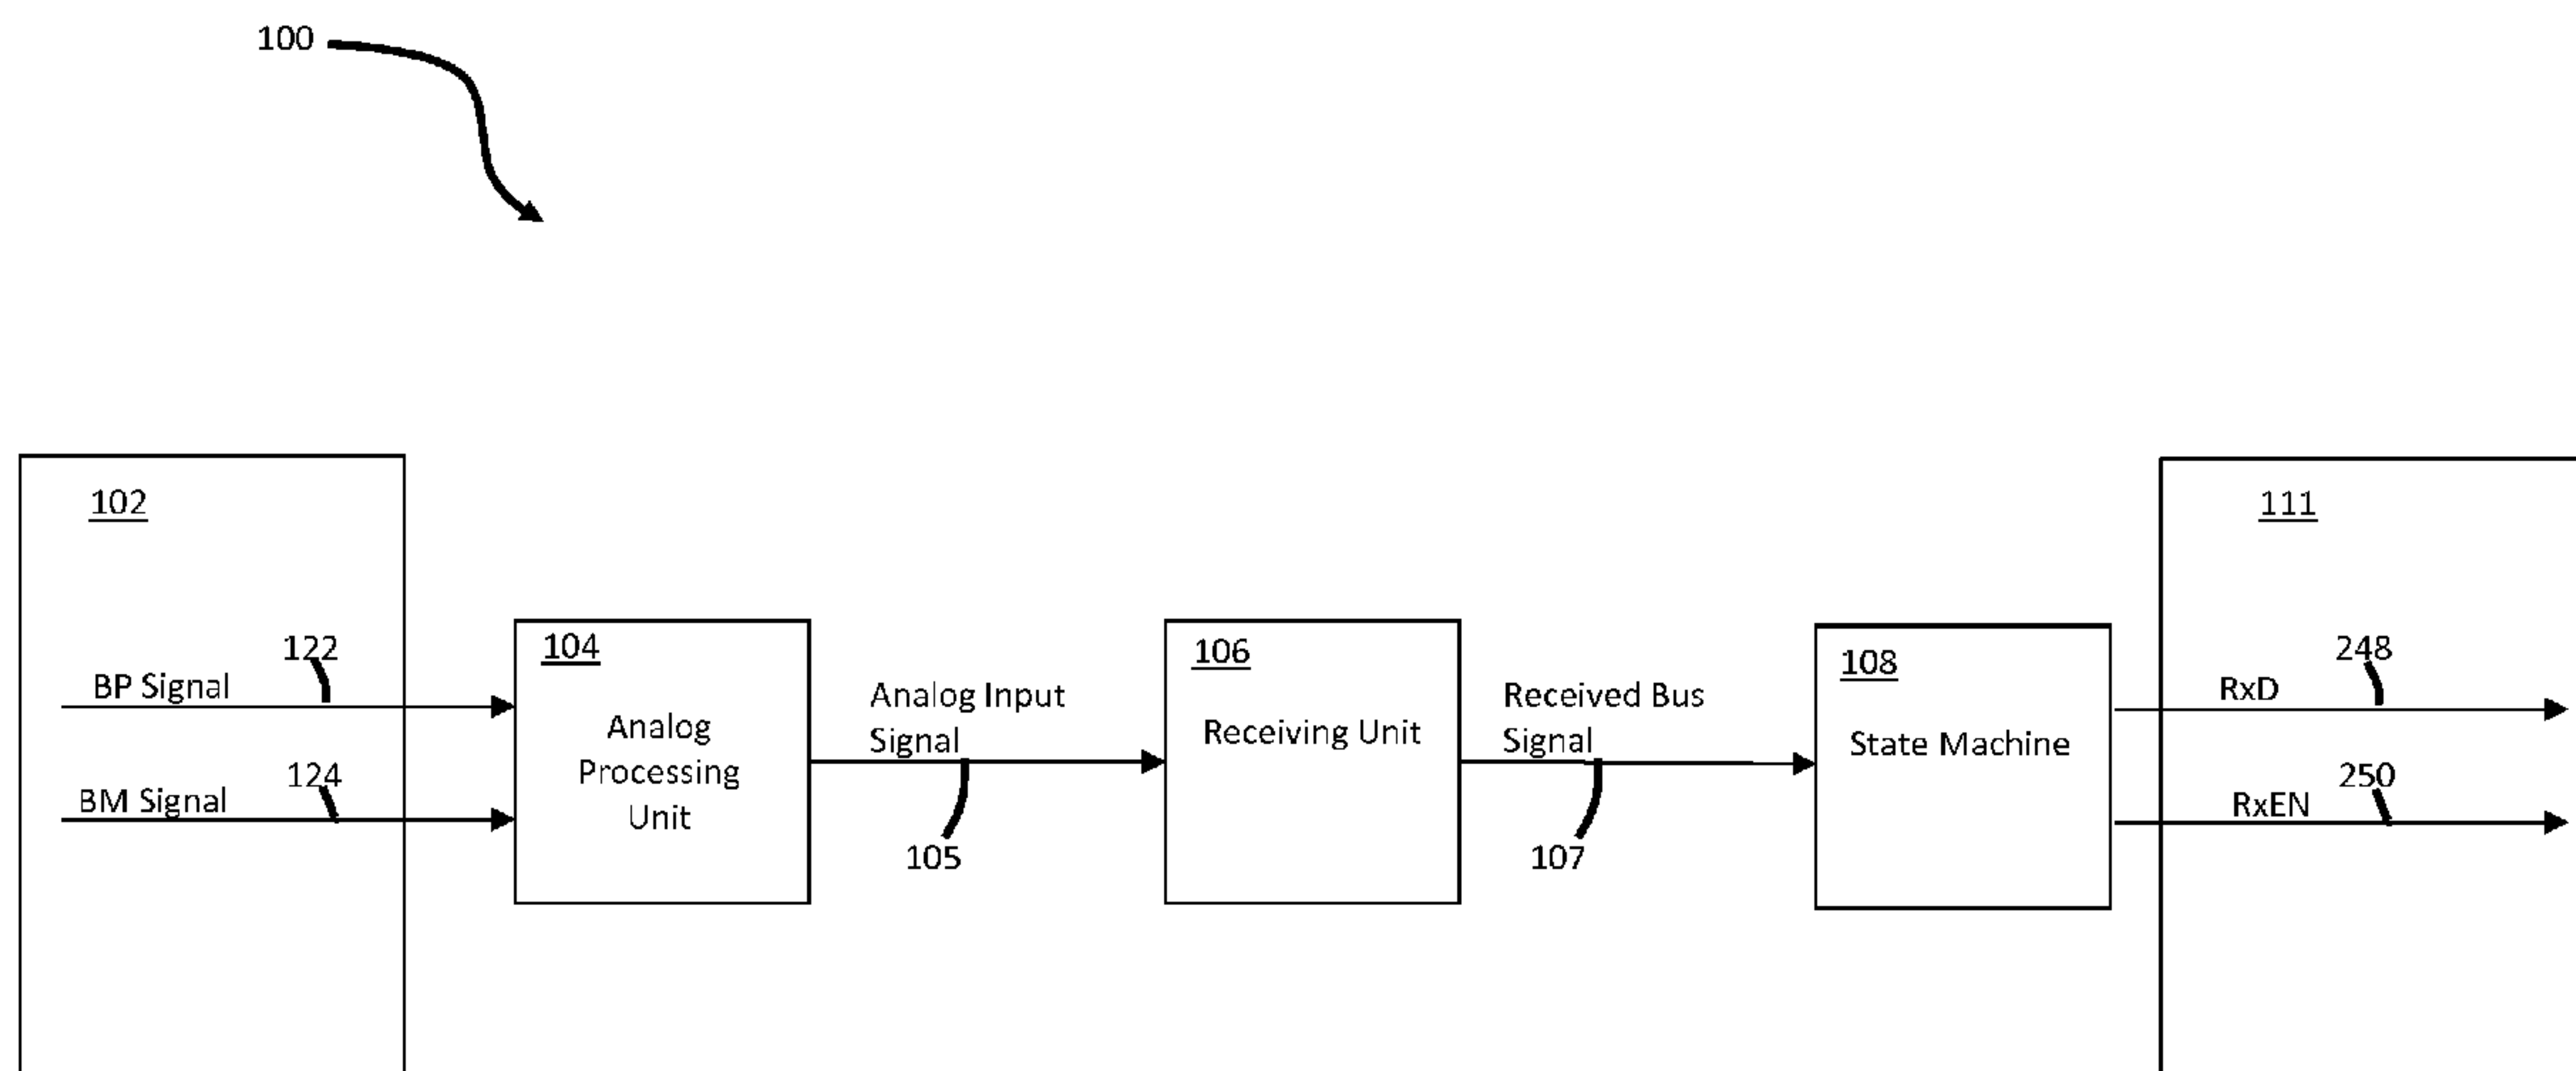 100
102
111
122
BP Signal
124
BM Signal
104
Analog
Processing
Unit
Analog Input
Signal
105
106
Receiving Unit
Received Bus
Signal
107
108
State Machine
248
RxD
250
RxEN